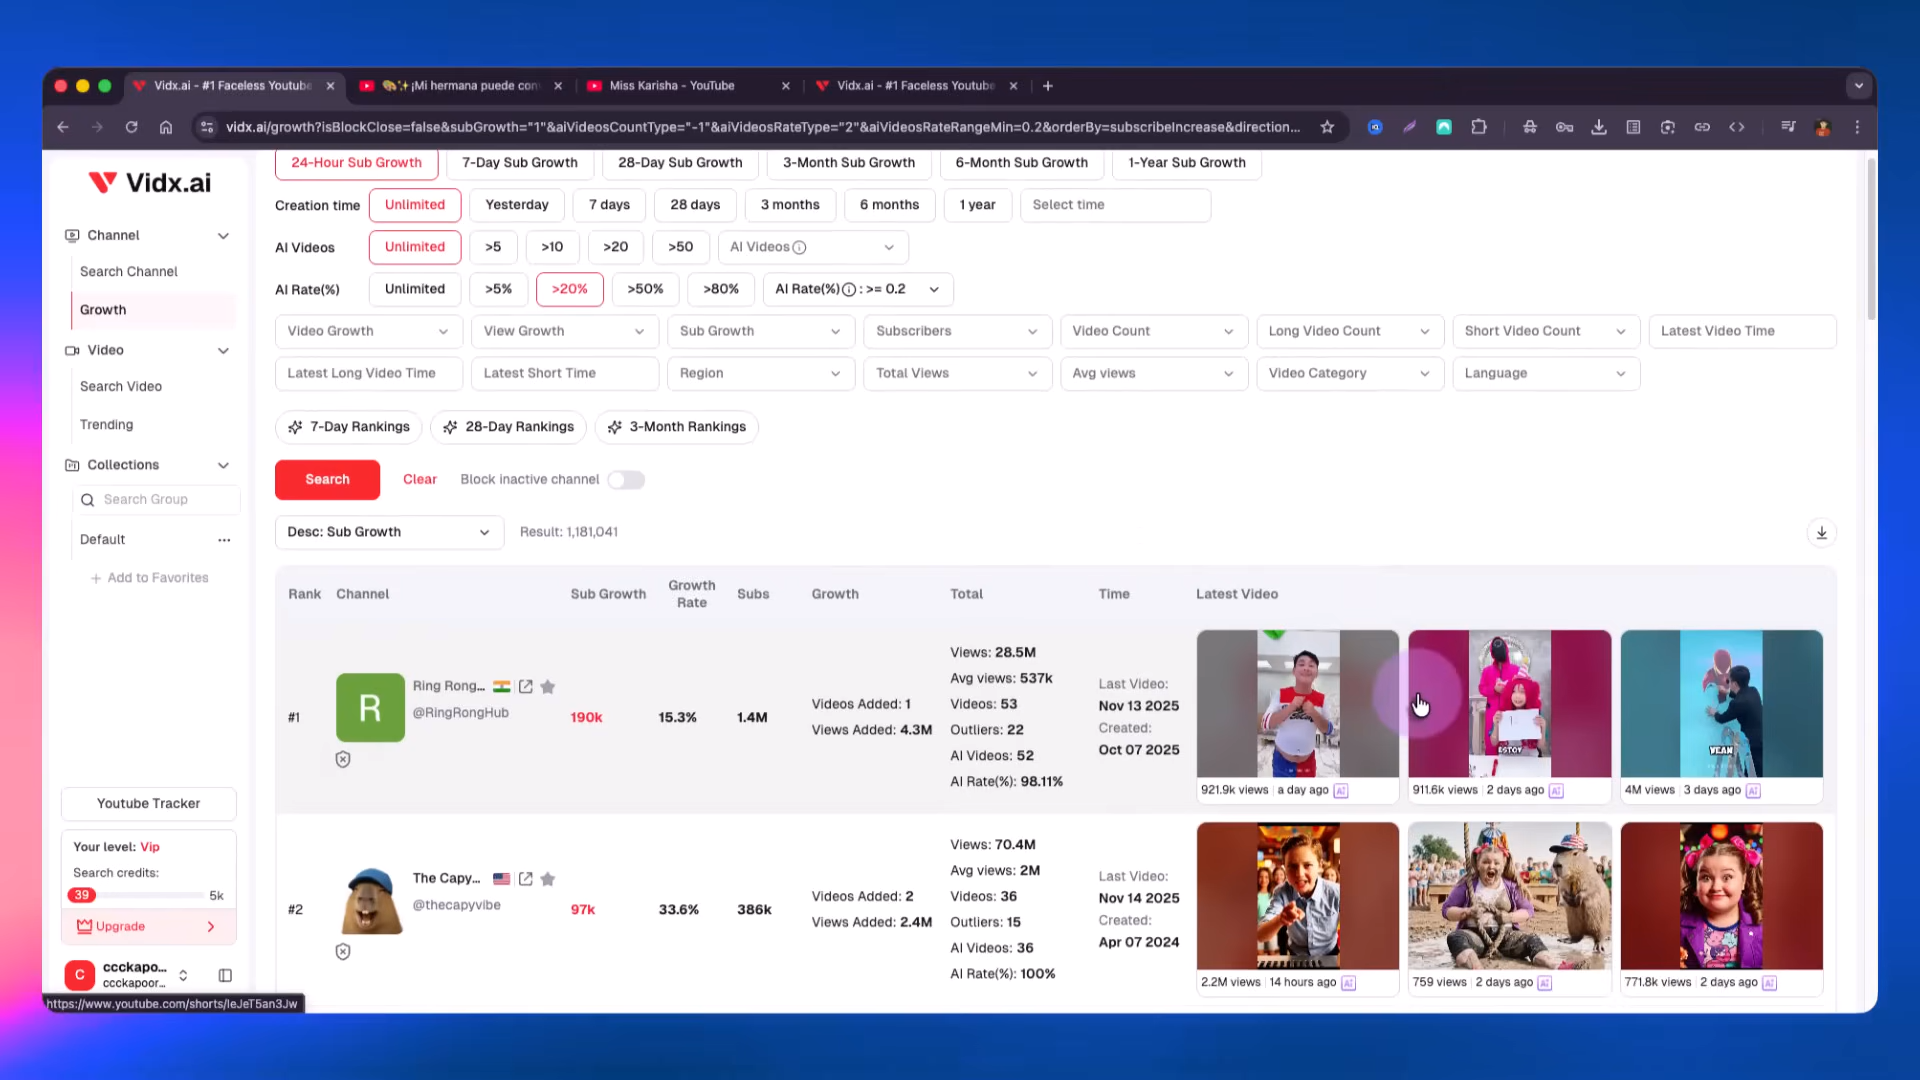 Vidx.ai - #1 Faceless Youtube
¡Mi hermana puede con
Miss Karisha - YouTube
Vidx.ai - #1 Faceless Youtube
vidx.ai/growth?isBlockClose=false&subGrowth="1"&aiVideosCountType="-1"&aiVideosRateType="2"&aiVideosRateRangeMin=0.2&orderBy=subscribeIncrease&direction...
Vidx.ai
Channel
Search Channel
Growth
Video
Search Video
Trending
Collections
Search Group
Default
+ Add to Favorites
Youtube Tracker
Your level: Vip
Search credits:
39 5k
Upgrade
C
ccckapo...
ccckapoor...
https://www.youtube.com/shorts/leJeT5an3Jw
24-Hour Sub Growth 7-Day Sub Growth 28-Day Sub Growth 3-Month Sub Growth 6-Month Sub Growth 1-Year Sub Growth
Creation time Unlimited Yesterday 7 days 28 days 3 months 6 months 1 year Select time
AI Videos Unlimited >5 >10 >20 >50 AI Videos
AI Rate(%) Unlimited >5% >20% >50% >80% AI Rate(%) : >= 0.2
Video Growth View Growth Sub Growth Subscribers Video Count Long Video Count Short Video Count Latest Video Time
Latest Long Video Time Latest Short Time Region Total Views Avg views Video Category Language
7-Day Rankings 28-Day Rankings 3-Month Rankings
Search Clear Block inactive channel
Desc: Sub Growth Result: 1,181,041
Rank Channel Sub Growth Growth Rate Subs Growth Total Time Latest Video
#1
R
Ring Rong...
@RingRongHub
190k
15.3%
1.4M
Videos Added: 1
Views Added: 4.3M
Views: 28.5M
Avg views: 537k
Videos: 53
Outliers: 22
AI Videos: 52
AI Rate(%): 98.11%
Last Video:
Nov 13 2025
Created:
Oct 07 2025
ESTOY
VEAN
921.9k views a day ago AI
911.6k views 2 days ago AI
4M views 3 days ago AI
#2
The Capy...
@thecapyvibe
97k
33.6%
386k
Videos Added: 2
Views Added: 2.4M
Views: 70.4M
Avg views: 2M
Videos: 36
Outliers: 15
AI Videos: 36
AI Rate(%): 100%
Last Video:
Nov 14 2025
Created:
Apr 07 2024
2.2M views 14 hours ago AI
759 views 2 days ago AI
771.8k views 2 days ago AI